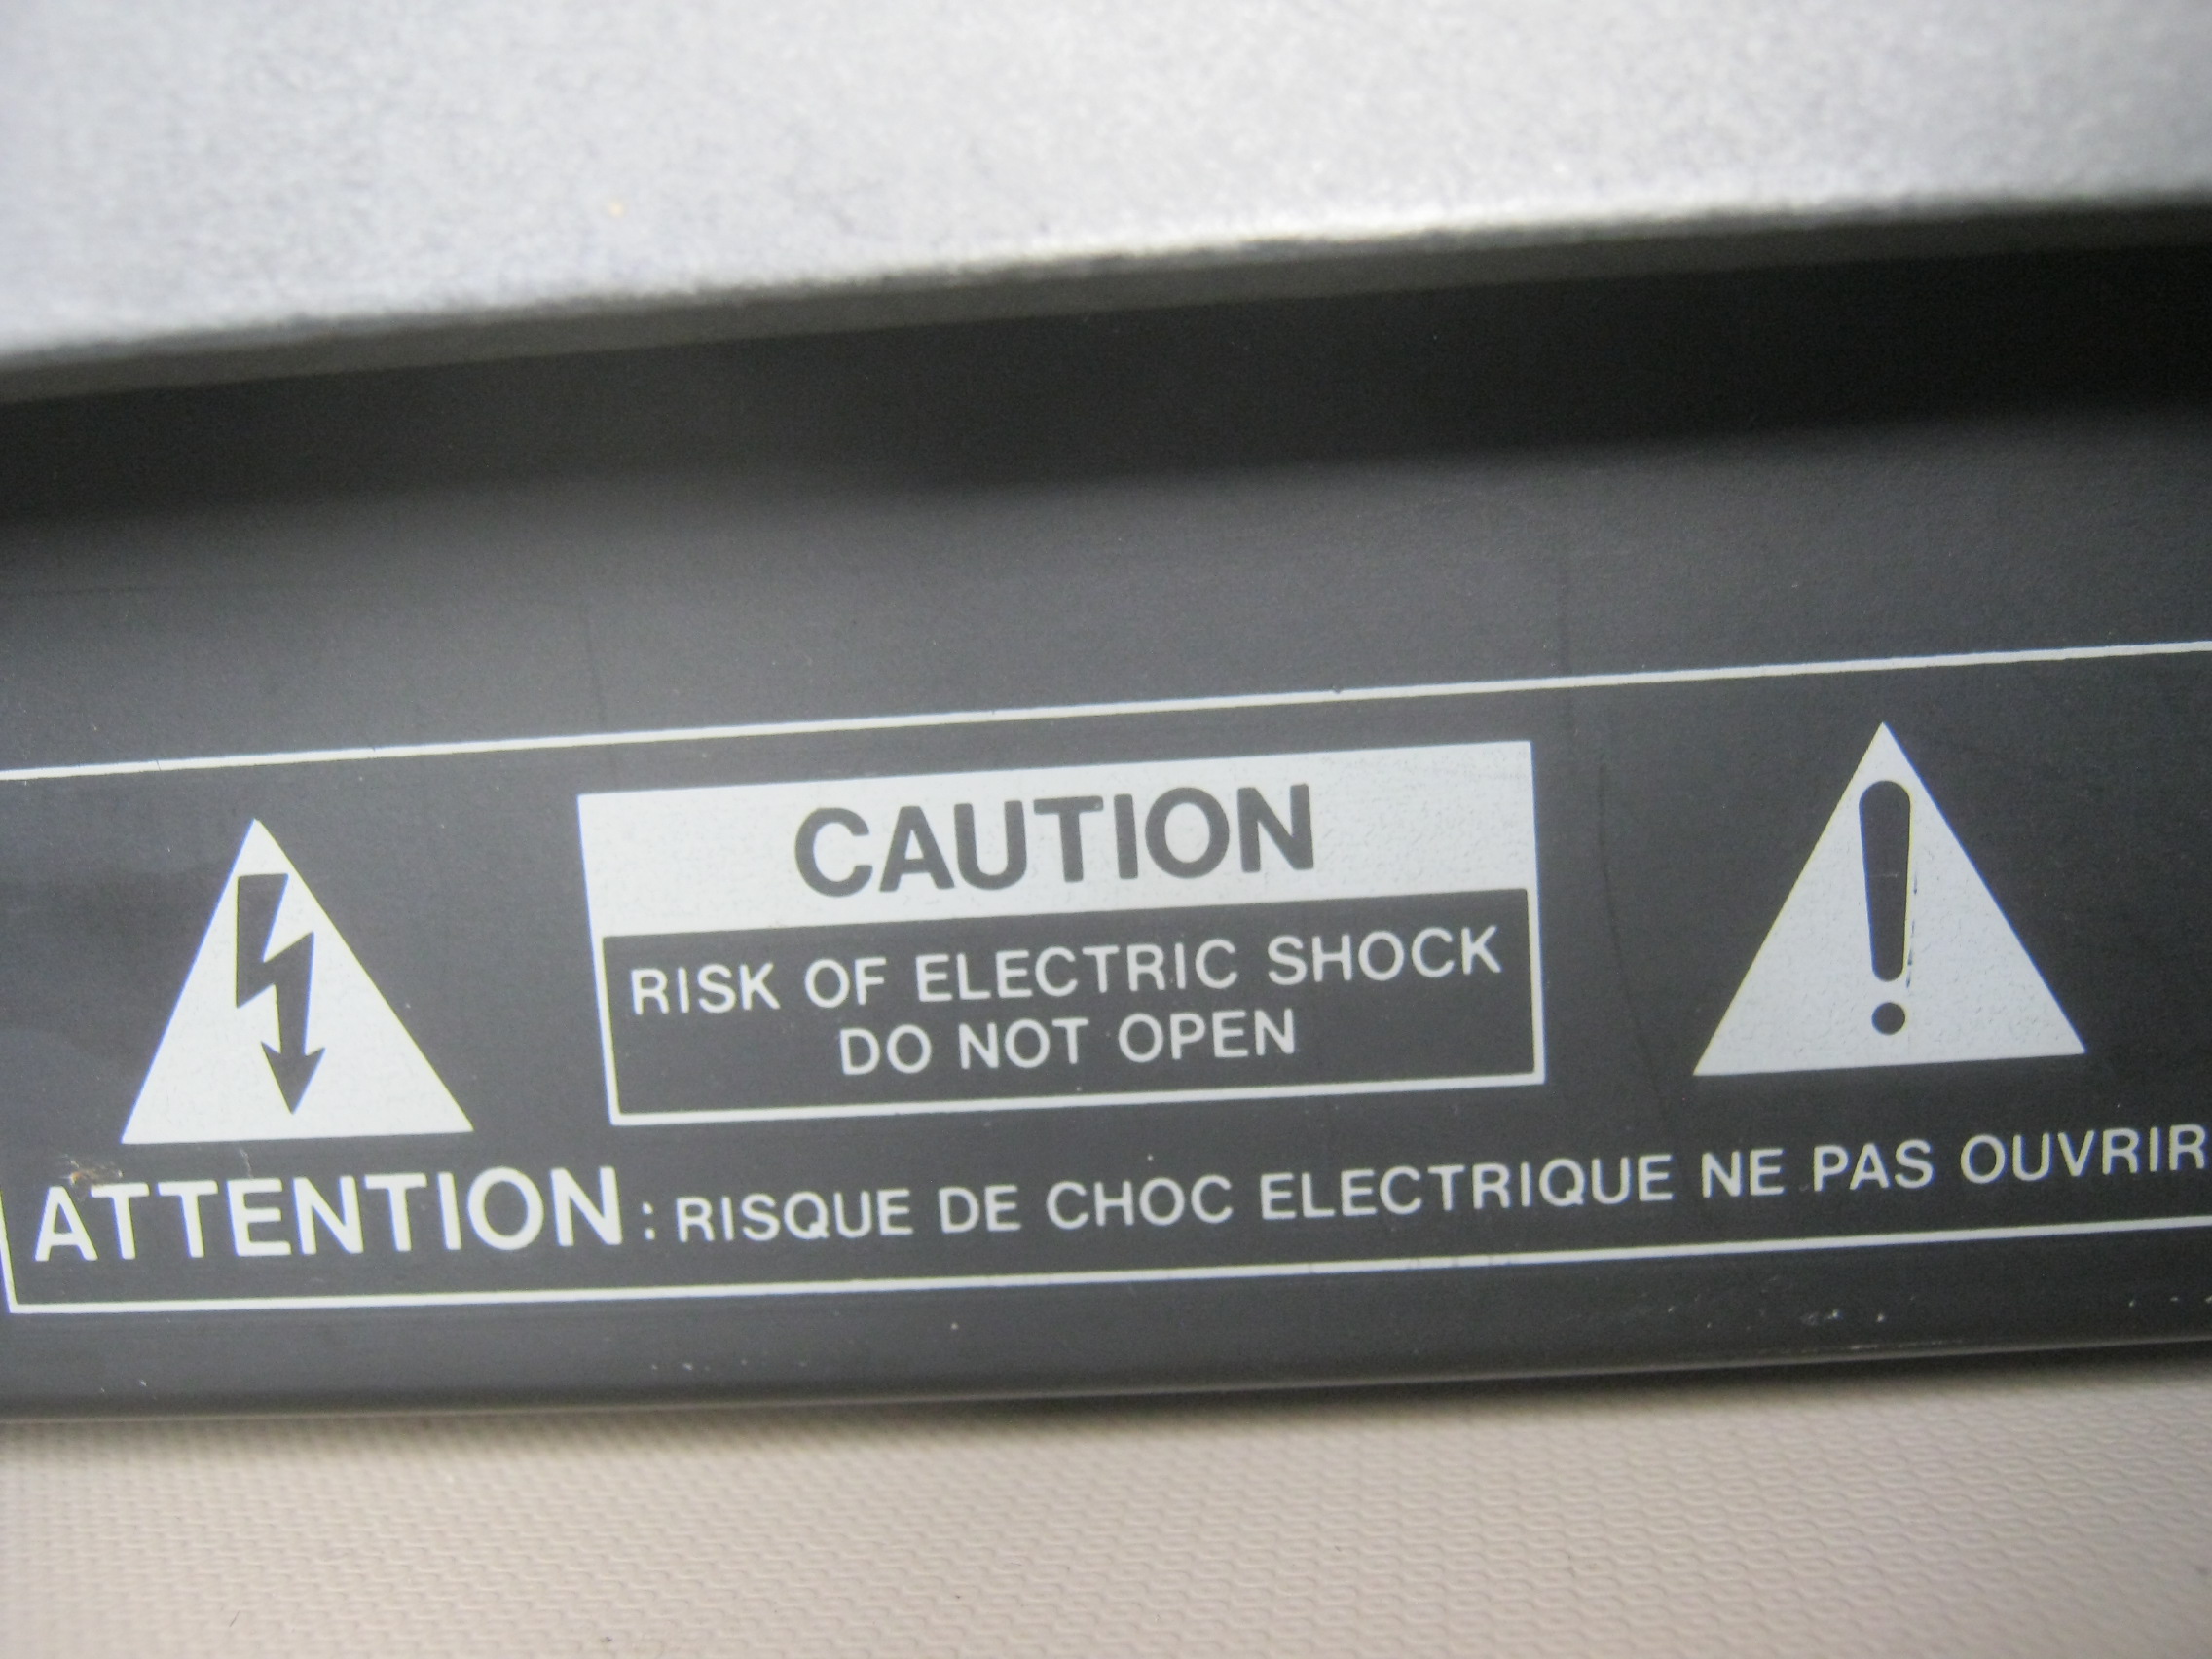 CAUTION
RISK OF ELECTRIC SHOCK
DO NOT OPEN
ATTENTION : RISQUE DE CHOC ELECTRIQUE NE PAS OUVRIR